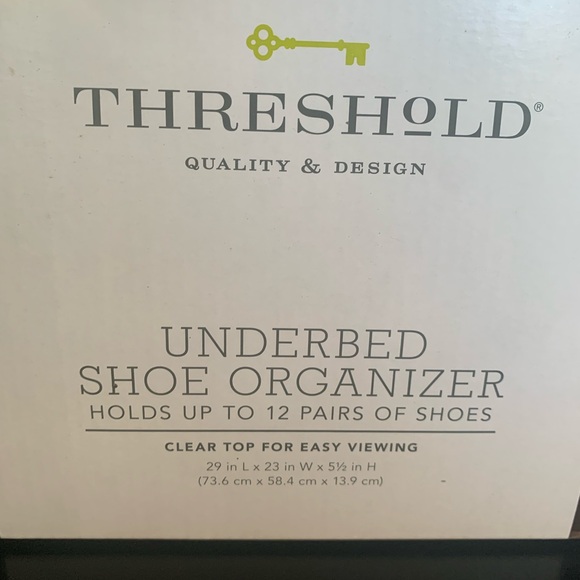 THRESHOLD®
QUALITY & DESIGN
UNDERBED
SHOE ORGANIZER
HOLDS UP TO 12 PAIRS OF SHOES
CLEAR TOP FOR EASY VIEWING
29 in L x 23 in W x 5½ in H
(73.6 cm x 58.4 cm x 13.9 cm)